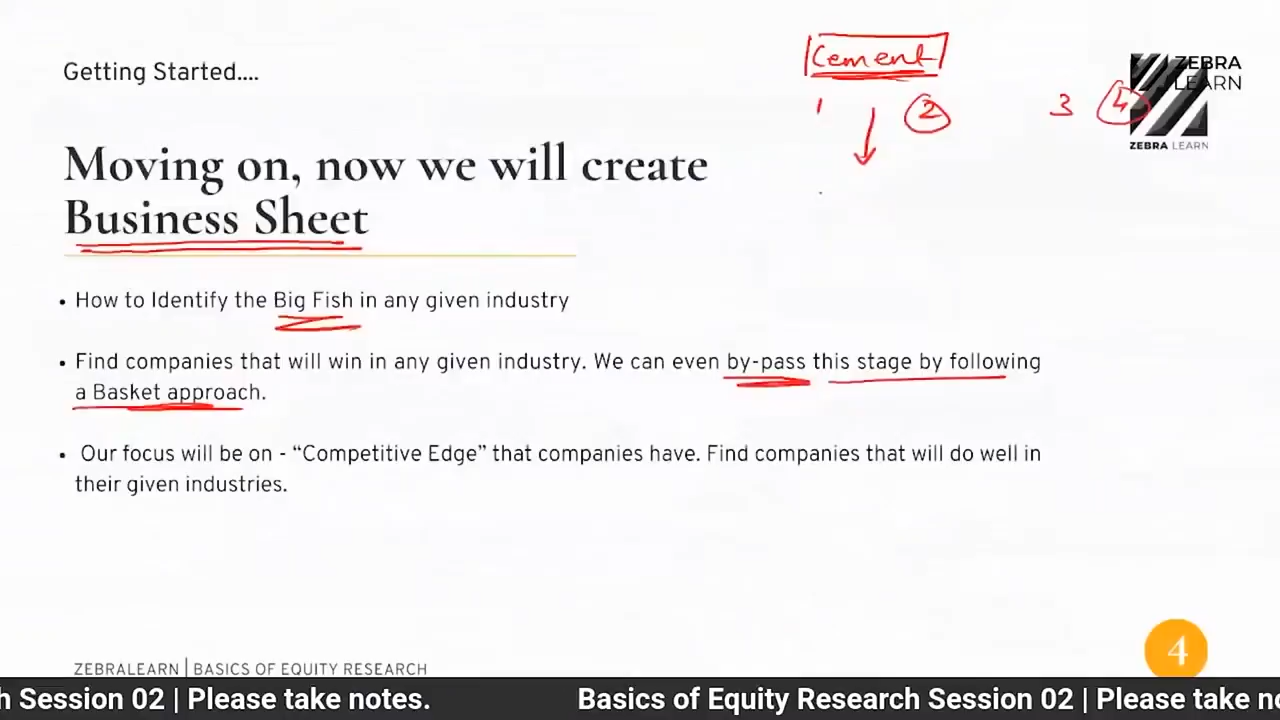 Getting Started....
Cement
ZEBRA
LEARN
1 2 3 4
ZEBRA LEARN
Moving on, now we will create
Business Sheet
• How to Identify the Big Fish in any given industry
• Find companies that will win in any given industry. We can even by-pass this stage by following
a Basket approach.
• Our focus will be on - “Competitive Edge” that companies have. Find companies that will do well in
their given industries.
4
ZEBRALEARN | BASICS OF EQUITY RESEARCH
h Session 02 | Please take notes. Basics of Equity Research Session 02 | Please take no